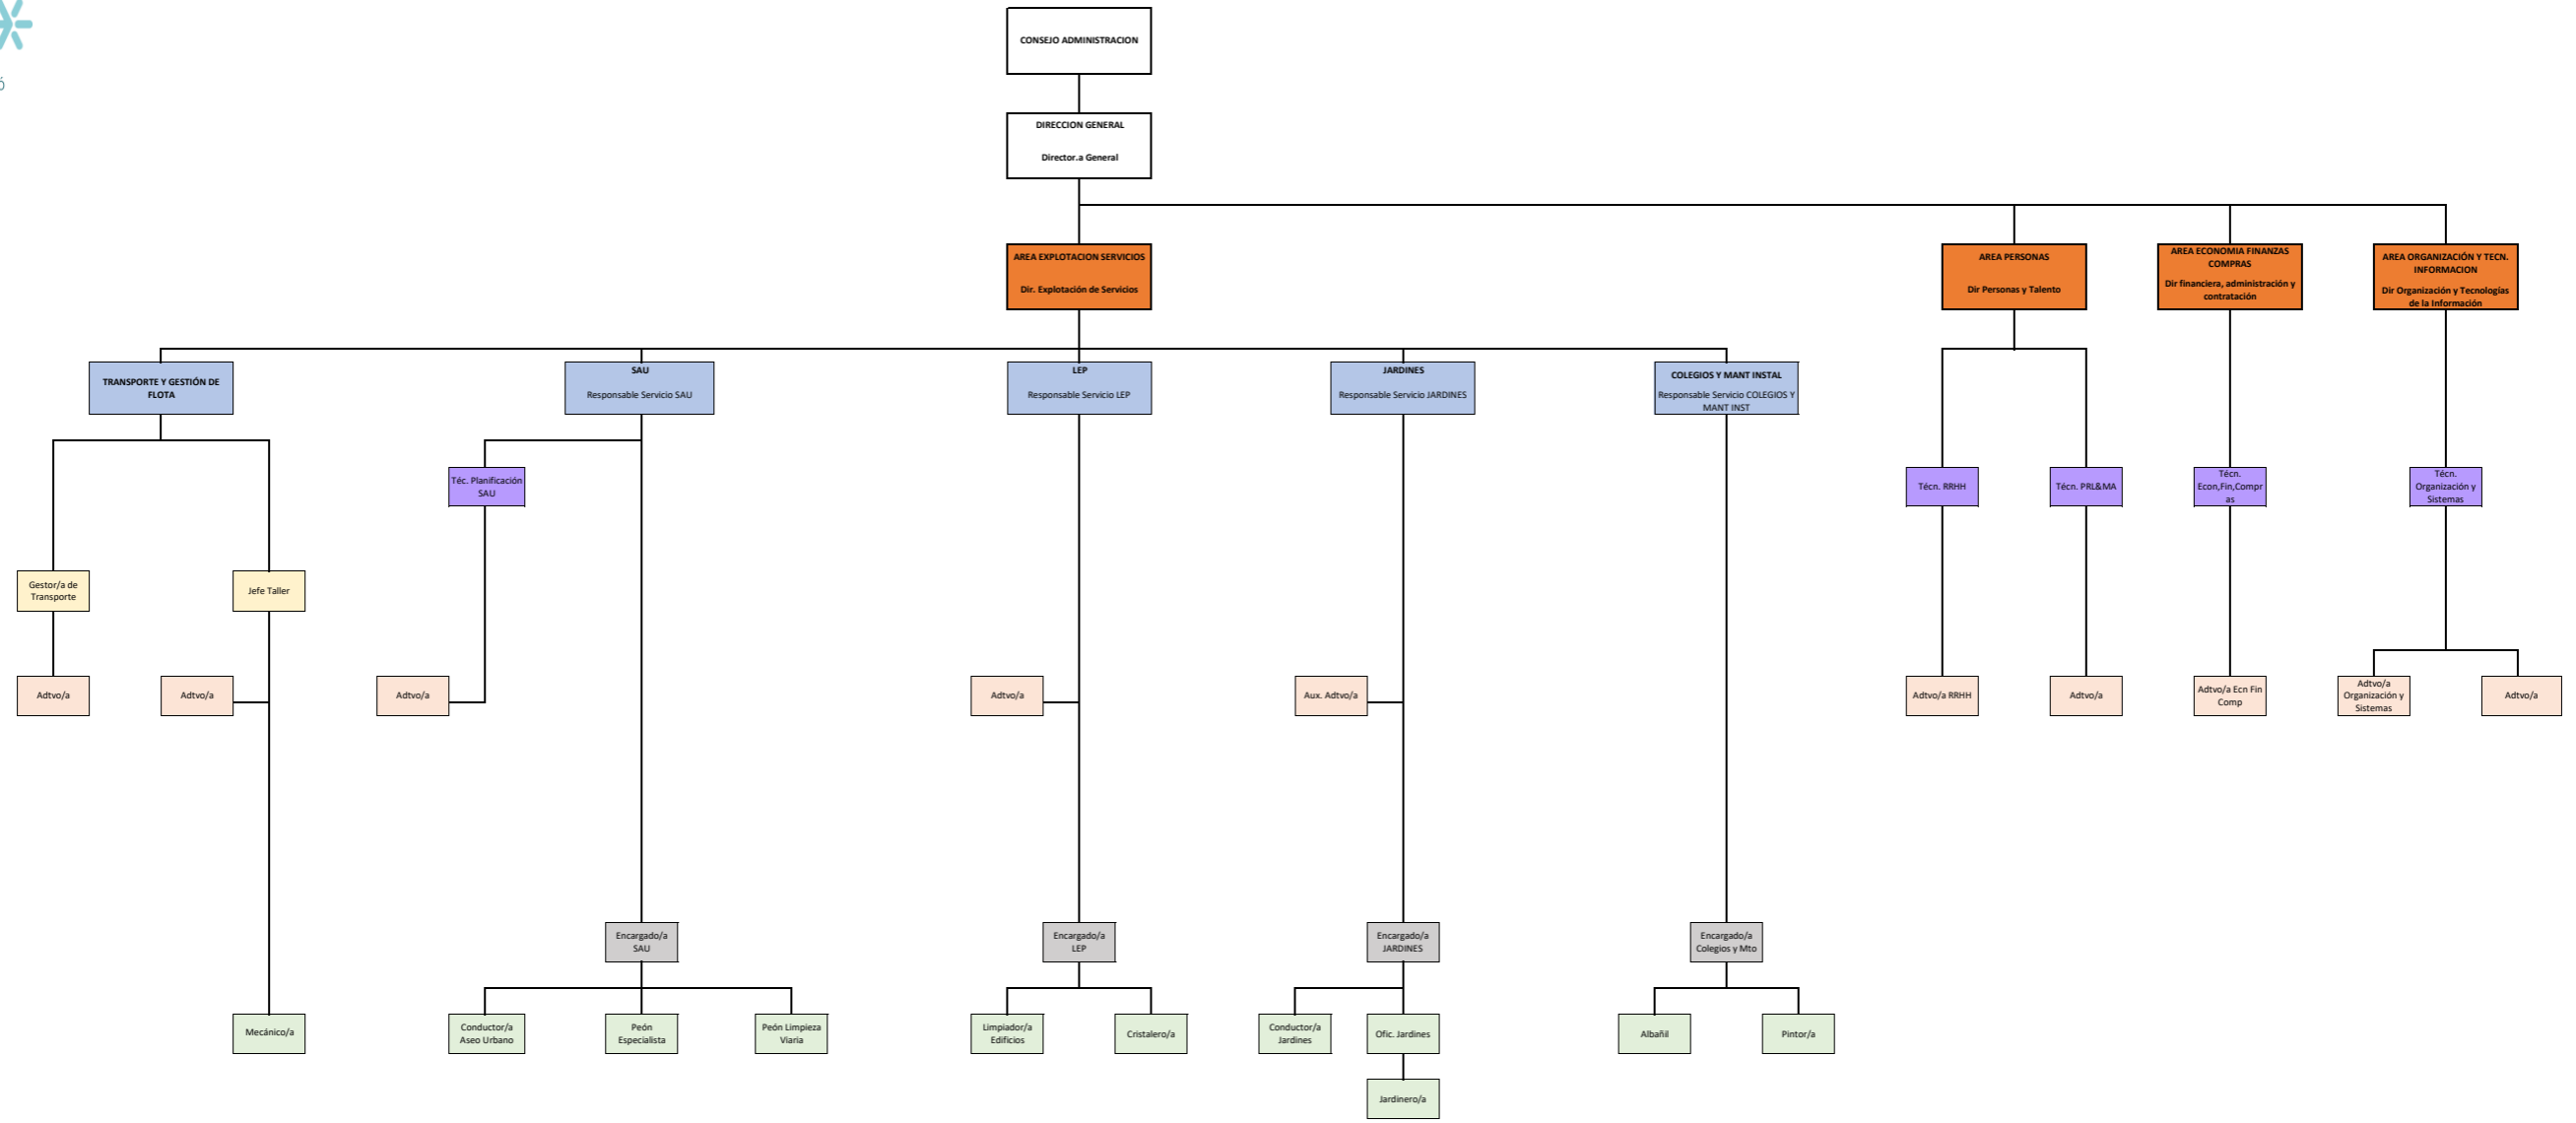 ó
CONSEJO ADMINISTRACION
DIRECCION GENERAL
Director.a General
AREA EXPLOTACION SERVICIOS
Dir. Explotación de Servicios
AREA PERSONAS
Dir Personas y Talento
AREA ECONOMIA FINANZAS
COMPRAS
Dir financiera, administración y
contratación
AREA ORGANIZACIÓN Y TECN.
INFORMACION
Dir Organización y Tecnologías
de la Información
TRANSPORTE Y GESTIÓN DE
FLOTA
SAU
Responsable Servicio SAU
LEP
Responsable Servicio LEP
JARDINES
Responsable Servicio JARDINES
COLEGIOS Y MANT INSTAL
Responsable Servicio COLEGIOS Y
MANT INST
Téc. Planificación
SAU
Técn. RRHH
Técn. PRL&MA
Técn.
Econ,Fin,Compr
as
Técn.
Organización y
Sistemas
Gestor/a de
Transporte
Jefe Taller
Adtvo/a
Adtvo/a
Adtvo/a
Adtvo/a
Aux. Adtvo/a
Adtvo/a RRHH
Adtvo/a
Adtvo/a Ecn Fin
Comp
Adtvo/a
Organización y
Sistemas
Adtvo/a
Encargado/a
SAU
Encargado/a
LEP
Encargado/a
JARDINES
Encargado/a
Colegios y Mto
Mecánico/a
Conductor/a
Aseo Urbano
Peón
Especialista
Peón Limpieza
Viaria
Limpiador/a
Edificios
Cristalero/a
Conductor/a
Jardines
Ofic. Jardines
Albañil
Pintor/a
Jardinero/a